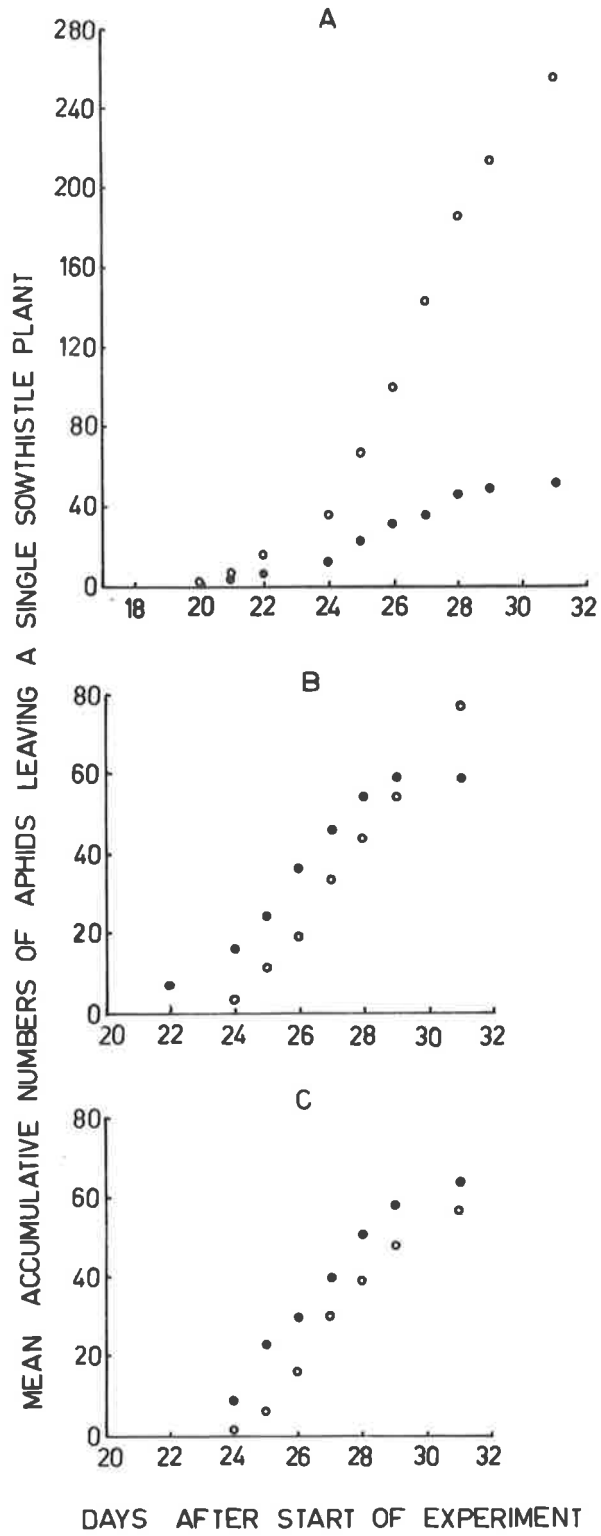 MEAN ACCUMULATIVE NUMBERS OF APHIDS LEAVING A SINGLE SOWTHISTLE PLANT
A
280
240
200
160
120
80
40
0
18 20 22 24 26 28 30 32
B
80
60
40
20
0
20 22 24 26 28 30 32
C
80
60
40
20
0
20 22 24 26 28 30 32
DAYS AFTER START OF EXPERIMENT